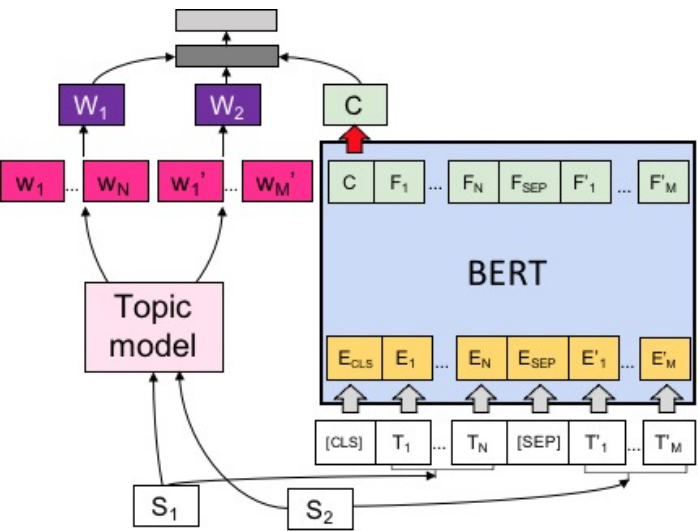 W₁ W₂ C
w₁ ... w_N w₁' ... w_M'
C F₁ ... F_N F_SEP F'₁ ... F'_M
BERT
Topic
model
E_CLS E₁ ... E_N E_SEP E'₁ ... E'_M
[CLS] T₁ ... T_N [SEP] T'₁ ... T'_M
S₁ S₂